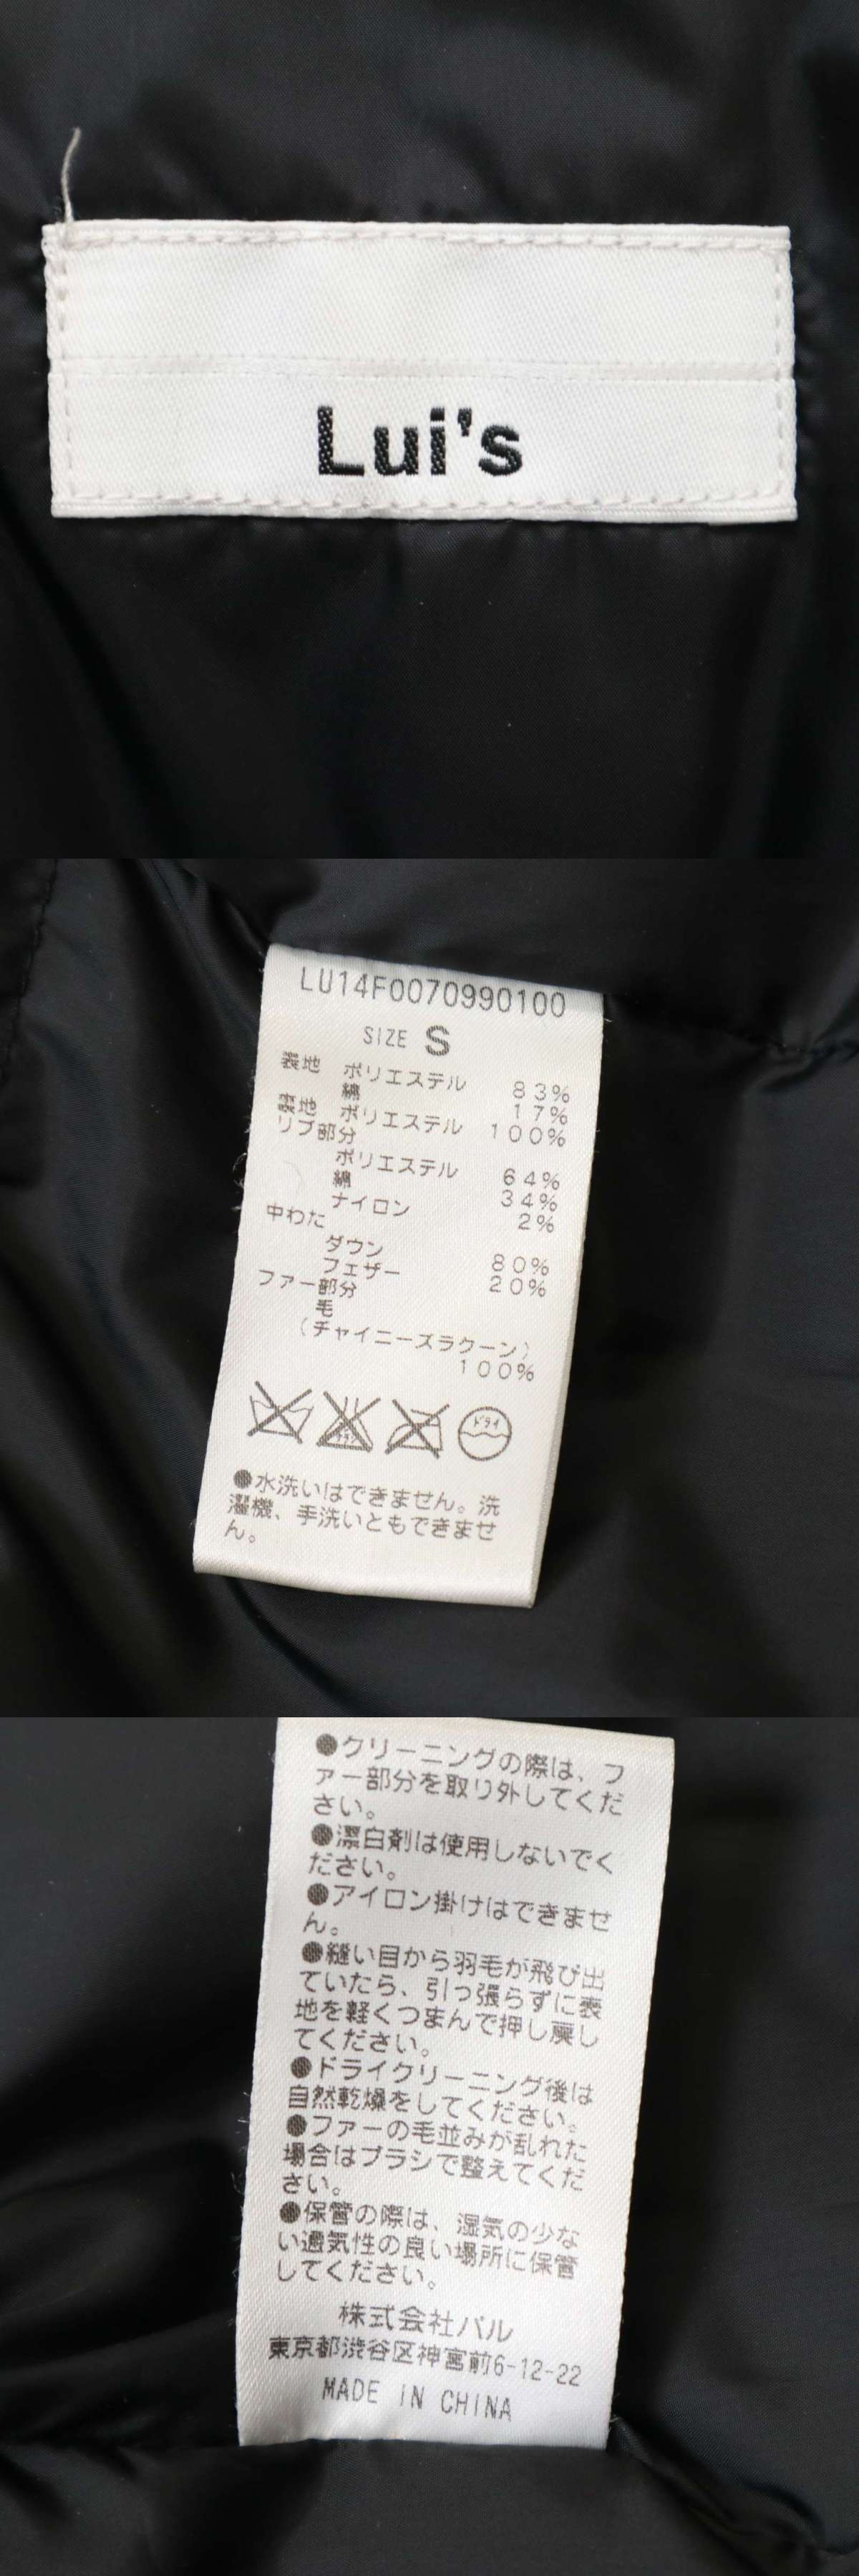 Lui's
LU14F0070990100
SIZE S
表地 ポリエステル 83%
綿 17%
裏地 ポリエステル 100%
リブ部分
ポリエステル 64%
綿 34%
ナイロン 2%
中わた
ダウン 80%
フェザー 20%
ファー部分
毛
(チャイニーズラクーン)
100%
ドライ
●水洗いはできません。洗
濯機、手洗いともできませ
ん。
●クリーニングの際は、フ
ァー部分を取り外してくだ
さい。
●漂白剤は使用しないでく
ださい。
●アイロン掛けはできませ
ん。
●縫い目から羽毛が飛び出
ていたら、引っ張らずに表
地を軽くつまんで押し戻し
てください。
●ドライクリーニング後は
自然乾燥をしてください。
●ファーの毛並みが乱れた
場合はブラシで整えてくだ
さい。
●保管の際は、湿気の少な
い通気性の良い場所に保管
してください。
株式会社パル
東京都渋谷区神宮前6-12-22
MADE IN CHINA